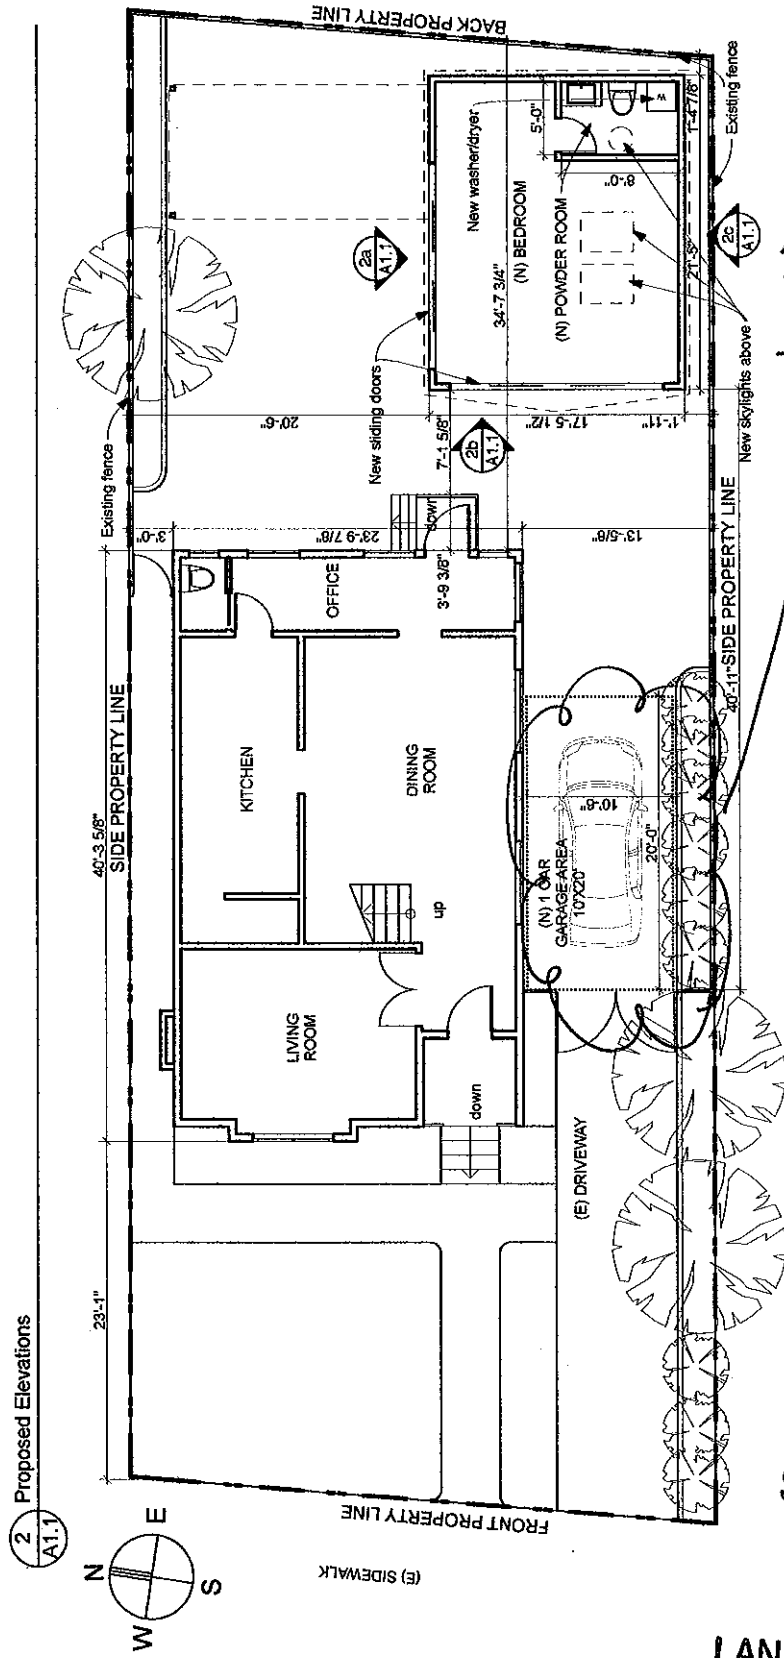 2
A1.1
Proposed Elevations
N
E
S
W
BACK PROPERTY LINE
Existing fence
20'-6"
New sliding doors
2a
A1.1
New washer/dryer
5'-0"
W
(N) BEDROOM
34'-7 3/4"
(N) POWDER ROOM
8'-0"
1'-4 7/8"
Existing fence
2c
A1.1
New skylights above
17'-5 1/2"
1'-11"
7'-1 5/8"
2b
A1.1
down
3'-0"
23'-9 7/8"
13'-5/8"
3'-9 3/8"
OFFICE
40'-3 5/8"
SIDE PROPERTY LINE
KITCHEN
DINING
ROOM
up
LIVING
ROOM
down
40'-11"
SIDE PROPERTY LINE
(N) 1 CAR
GARAGE AREA
10'X20'
20'-0"
(E) DRIVEWAY
23'-1"
FRONT PROPERTY LINE
(E) SIDEWALK
LAN